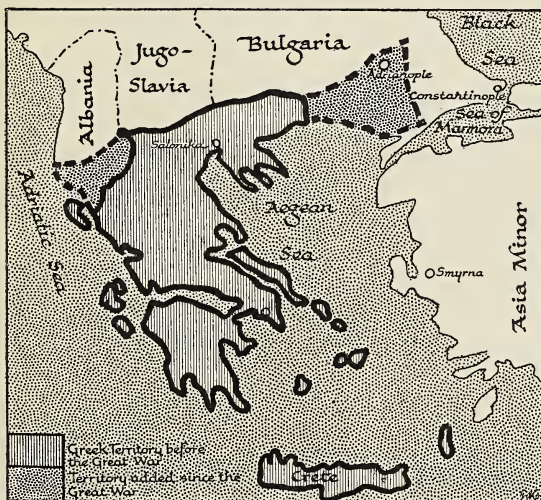 Black
Sea
Jugo-
Slavia
Bulgaria
Albania
Adrianople
Constantinople
Sea of
Marmora
Salonika
Adriatic Sea
Aegean
Sea
Smyrna
Asia Minor
Crete
Greek Territory before
the Great War
Territory added since the
Great War